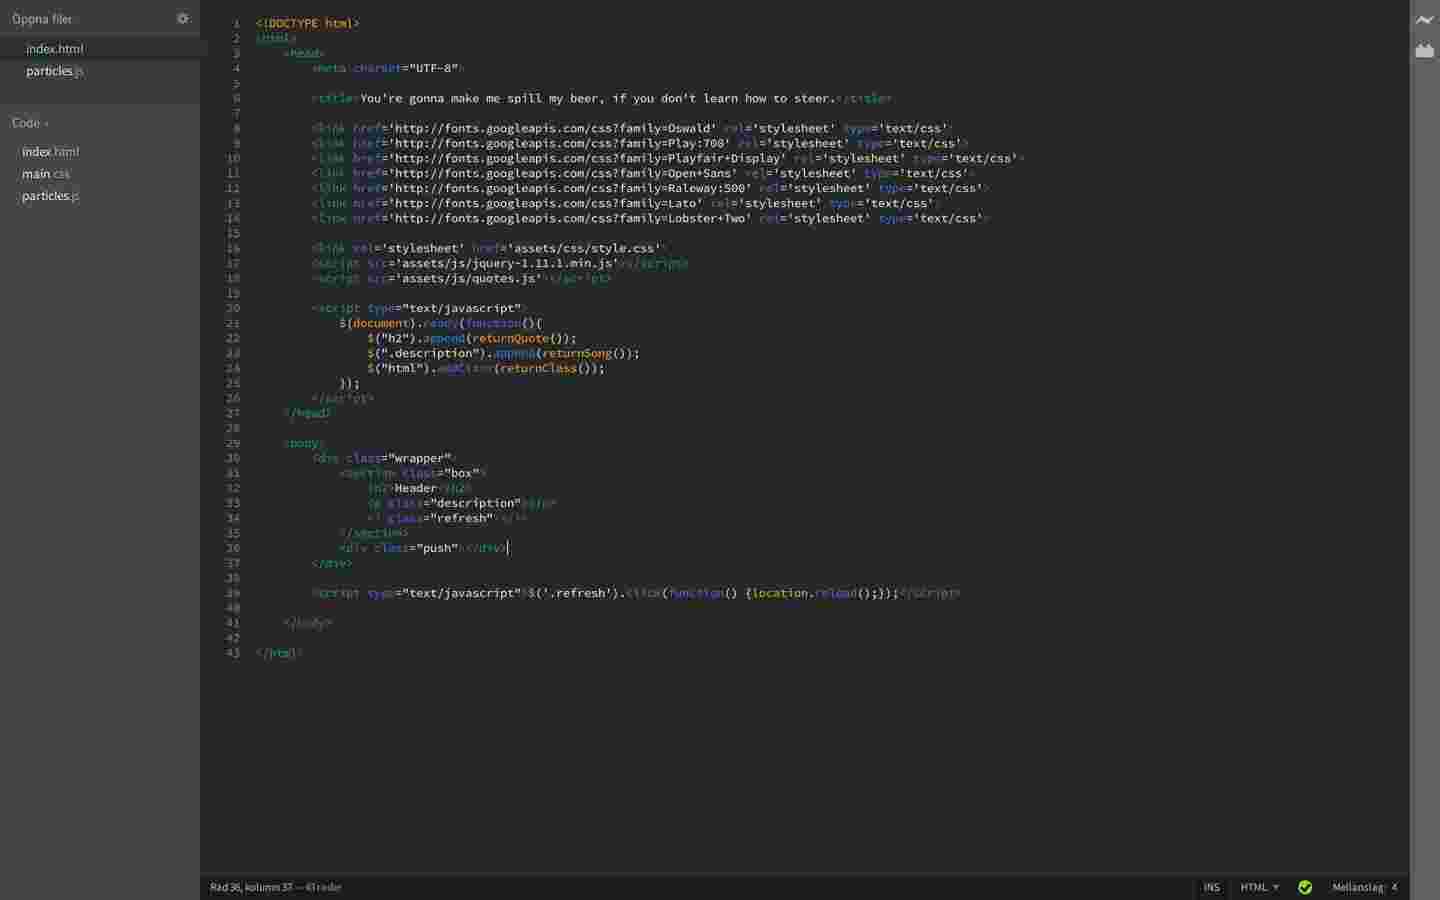 Öppna filer
index.html
particles.js
Code
index.html
main.css
particles.js
1 <!DOCTYPE html>
2 <html>
3 <head>
4 <meta charset="UTF-8">
5
6 <title>You're gonna make me spill my beer, if you don't learn how to steer.</title>
7
8 <link href='http://fonts.googleapis.com/css?family=Oswald' rel='stylesheet' type='text/css'>
9 <link href='http://fonts.googleapis.com/css?family=Play:700' rel='stylesheet' type='text/css'>
10 <link href='http://fonts.googleapis.com/css?family=Playfair+Display' rel='stylesheet' type='text/css'>
11 <link href='http://fonts.googleapis.com/css?family=Open+Sans' rel='stylesheet' type='text/css'>
12 <link href='http://fonts.googleapis.com/css?family=Raleway:500' rel='stylesheet' type='text/css'>
13 <link href='http://fonts.googleapis.com/css?family=Lato' rel='stylesheet' type='text/css'>
14 <link href='http://fonts.googleapis.com/css?family=Lobster+Two' rel='stylesheet' type='text/css'>
15
16 <link rel='stylesheet' href='assets/css/style.css'>
17 <script src='assets/js/jquery-1.11.1.min.js'></script>
18 <script src='assets/js/quotes.js'></script>
19
20 <script type="text/javascript">
21 $(document).ready(function(){
22 $("h2").append(returnQuote());
23 $(".description").append(returnSong());
24 $("html").addClass(returnClass());
25 });
26 </script>
27 </head>
28
29 <body>
30 <div class="wrapper">
31 <section class="box">
32 <h2>Header</h2>
33 <p class="description"></p>
34 <i class="refresh"></i>
35 </section>
36 <div class="push"></div>
37 </div>
38
39 <script type="text/javascript">$('.refresh').click(function() {location.reload();});</script>
40
41 </body>
42
43 </html>
Rad 36, kolumn 37 — 43 rader
INS HTML Mellanslag: 4